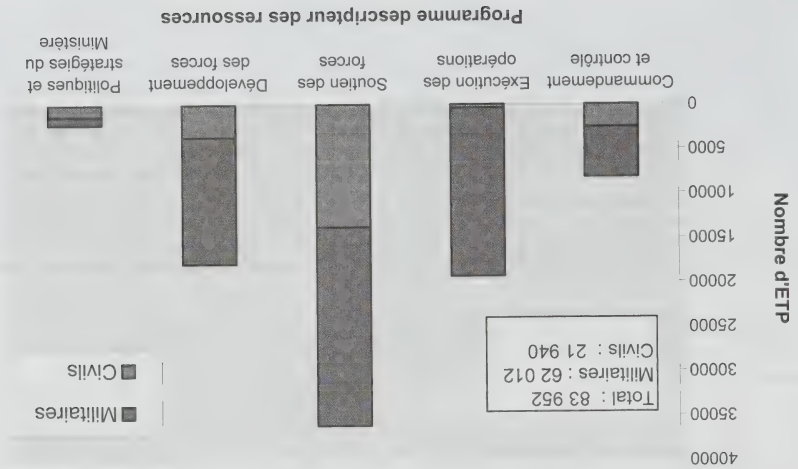 Nombre d'ETP
40000
35000
30000
25000
20000
15000
10000
5000
0
Total : 83 952
Militaires : 62 012
Civils : 21 940
Militaires
Civils
Commandement
et contrôle
Exécution des
opérations
Soutien des
forces
Développement
des forces
Politiques et
stratégies du
Ministère
Programme descripteur des ressources